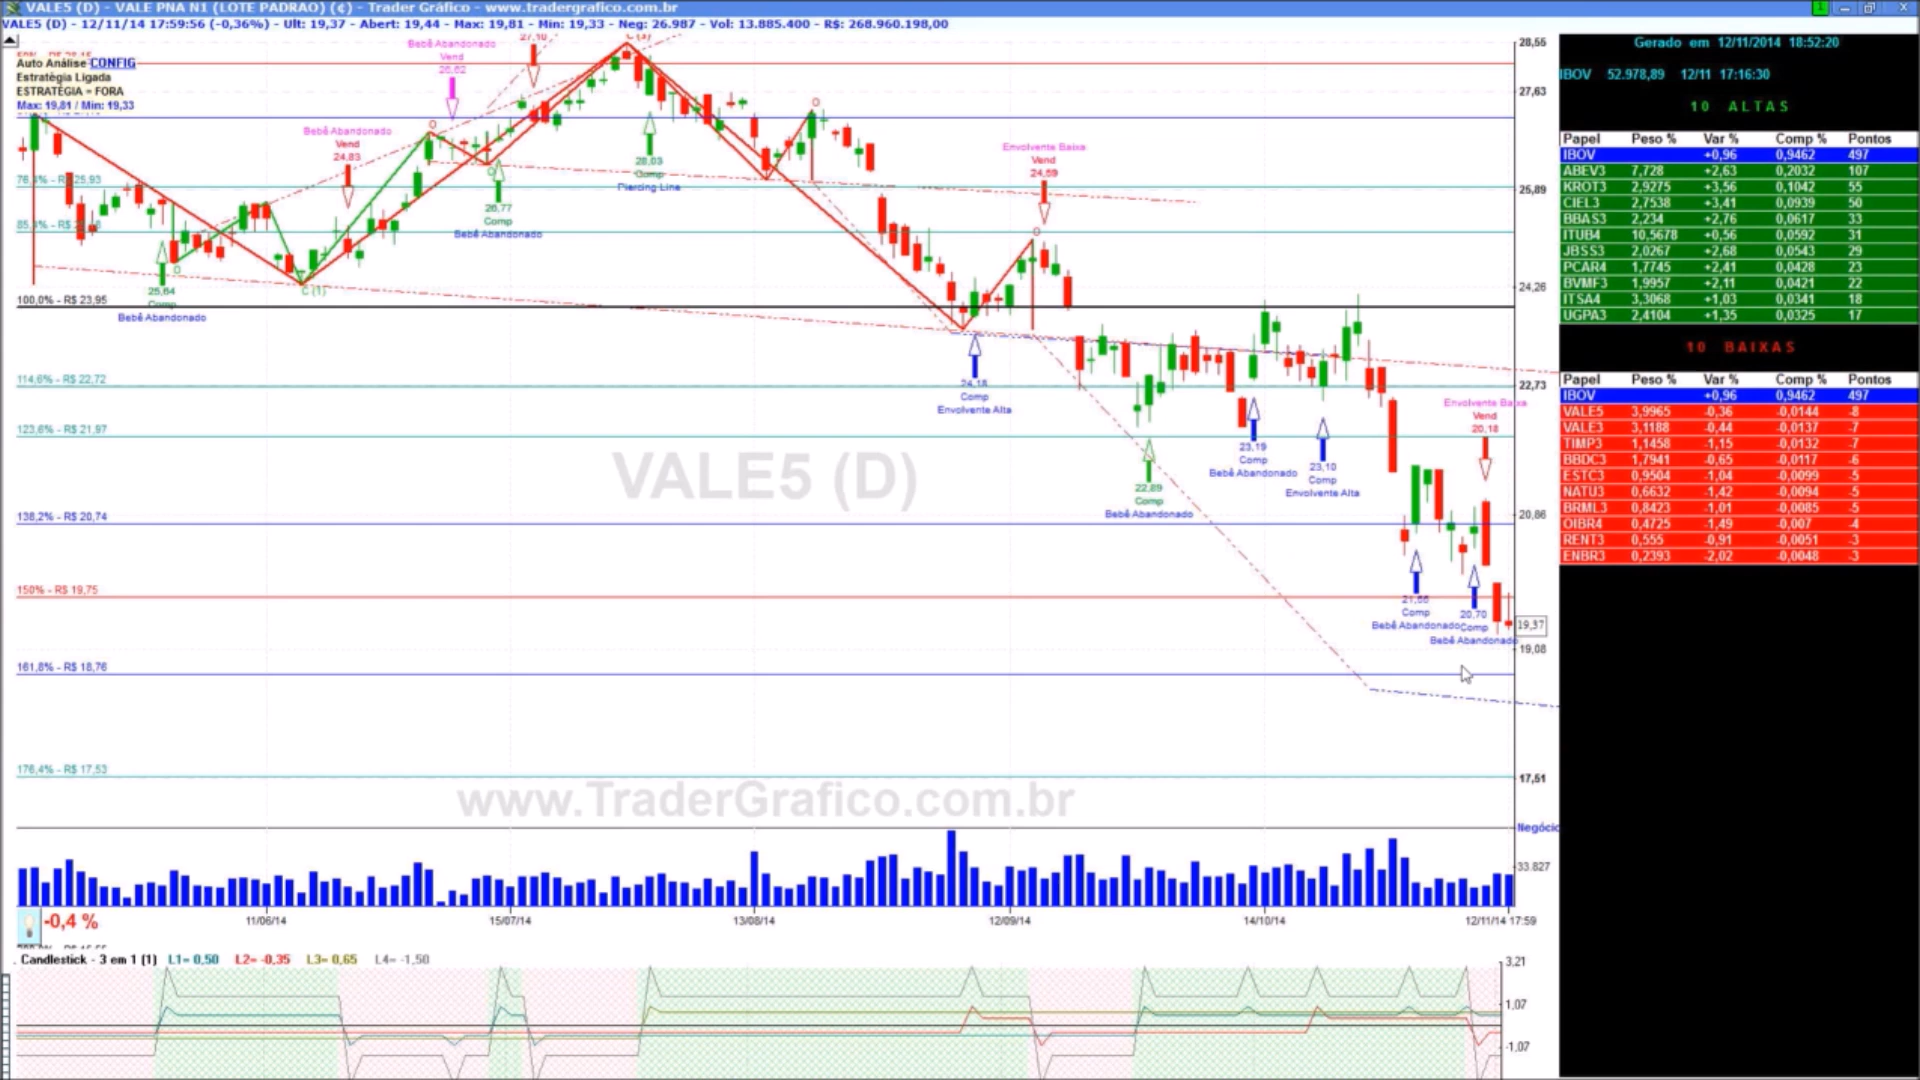 VALE5 (D) - VALE PNA N1 (LOTE PADRAO) (¢) - Trader Gráfico - www.tradergrafico.com.br
VALE5 (D) - 12/11/14 17:59:56 (-0,36%) - Ult: 19,37 - Abert: 19,44 - Max: 19,81 - Min: 19,33 - Neg: 26.987 - Vol: 13.885.400 - R$: 268.960.198,00
Auto Análise CONFIG
Estratégia Ligada
ESTRATÉGIA = FORA
Max: 19,81 / Min: 19,33
Bebê Abandonado
Vend
26,62
27,10
Bebê Abandonado
Vend
24,83
28,03
Comp
Piercing Line
26,77
Comp
Bebê Abandonado
25,64
Comp
Bebê Abandonado
C (1)
Envolvente Baixa
Vend
24,59
24,18
Comp
Envolvente Alta
22,89
Comp
Bebê Abandonado
23,19
Comp
Bebê Abandonado
23,10
Comp
Envolvente Alta
Envolvente Baixa
Vend
20,18
Comp
Bebê Abandonado
20,70
Comp
Bebê Abandonado
100,0% - R$ 23,95
114,6% - R$ 22,72
123,6% - R$ 21,97
138,2% - R$ 20,74
150% - R$ 19,75
161,8% - R$ 18,76
176,4% - R$ 17,53
VALE5 (D)
www.TraderGrafico.com.br
28,55
27,63
25,89
24,26
22,73
20,86
19,37
19,08
17,51
Negócio
33.827
-0,4 %
11/06/14
15/07/14
13/08/14
12/09/14
14/10/14
12/11/14 17:59
Candlestick - 3 em 1 (1) L1= 0,50 L2= -0,35 L3= 0,65 L4= -1,50
3,21
1,07
-1,07
Gerado em 12/11/2014 18:52:20
IBOV 52.978,89 12/11 17:16:30
10 ALTAS
Papel Peso % Var % Comp % Pontos
IBOV +0,96 0,9462 497
ABEV3 7,728 +2,63 0,2032 107
KROT3 2,9275 +3,56 0,1042 55
CIEL3 2,7538 +3,41 0,0939 50
BBAS3 2,234 +2,76 0,0617 33
ITUB4 10,5678 +0,56 0,0592 31
JBSS3 2,0267 +2,68 0,0543 29
PCAR4 1,7745 +2,41 0,0428 23
BVMF3 1,9957 +2,11 0,0421 22
ITSA4 3,3068 +1,03 0,0341 18
UGPA3 2,4104 +1,35 0,0325 17
10 BAIXAS
Papel Peso % Var % Comp % Pontos
IBOV +0,96 0,9462 497
VALE5 3,9965 -0,36 -0,0144 -8
VALE3 3,1188 -0,44 -0,0137 -7
TIMP3 1,1458 -1,15 -0,0132 -7
BBDC3 1,7941 -0,65 -0,0117 -6
ESTC3 0,9504 -1,04 -0,0099 -5
NATU3 0,6632 -1,42 -0,0094 -5
BRML3 0,8423 -1,01 -0,0085 -5
OIBR4 0,4725 -1,49 -0,007 -4
RENT3 0,555 -0,91 -0,0051 -3
ENBR3 0,2393 -2,02 -0,0048 -3